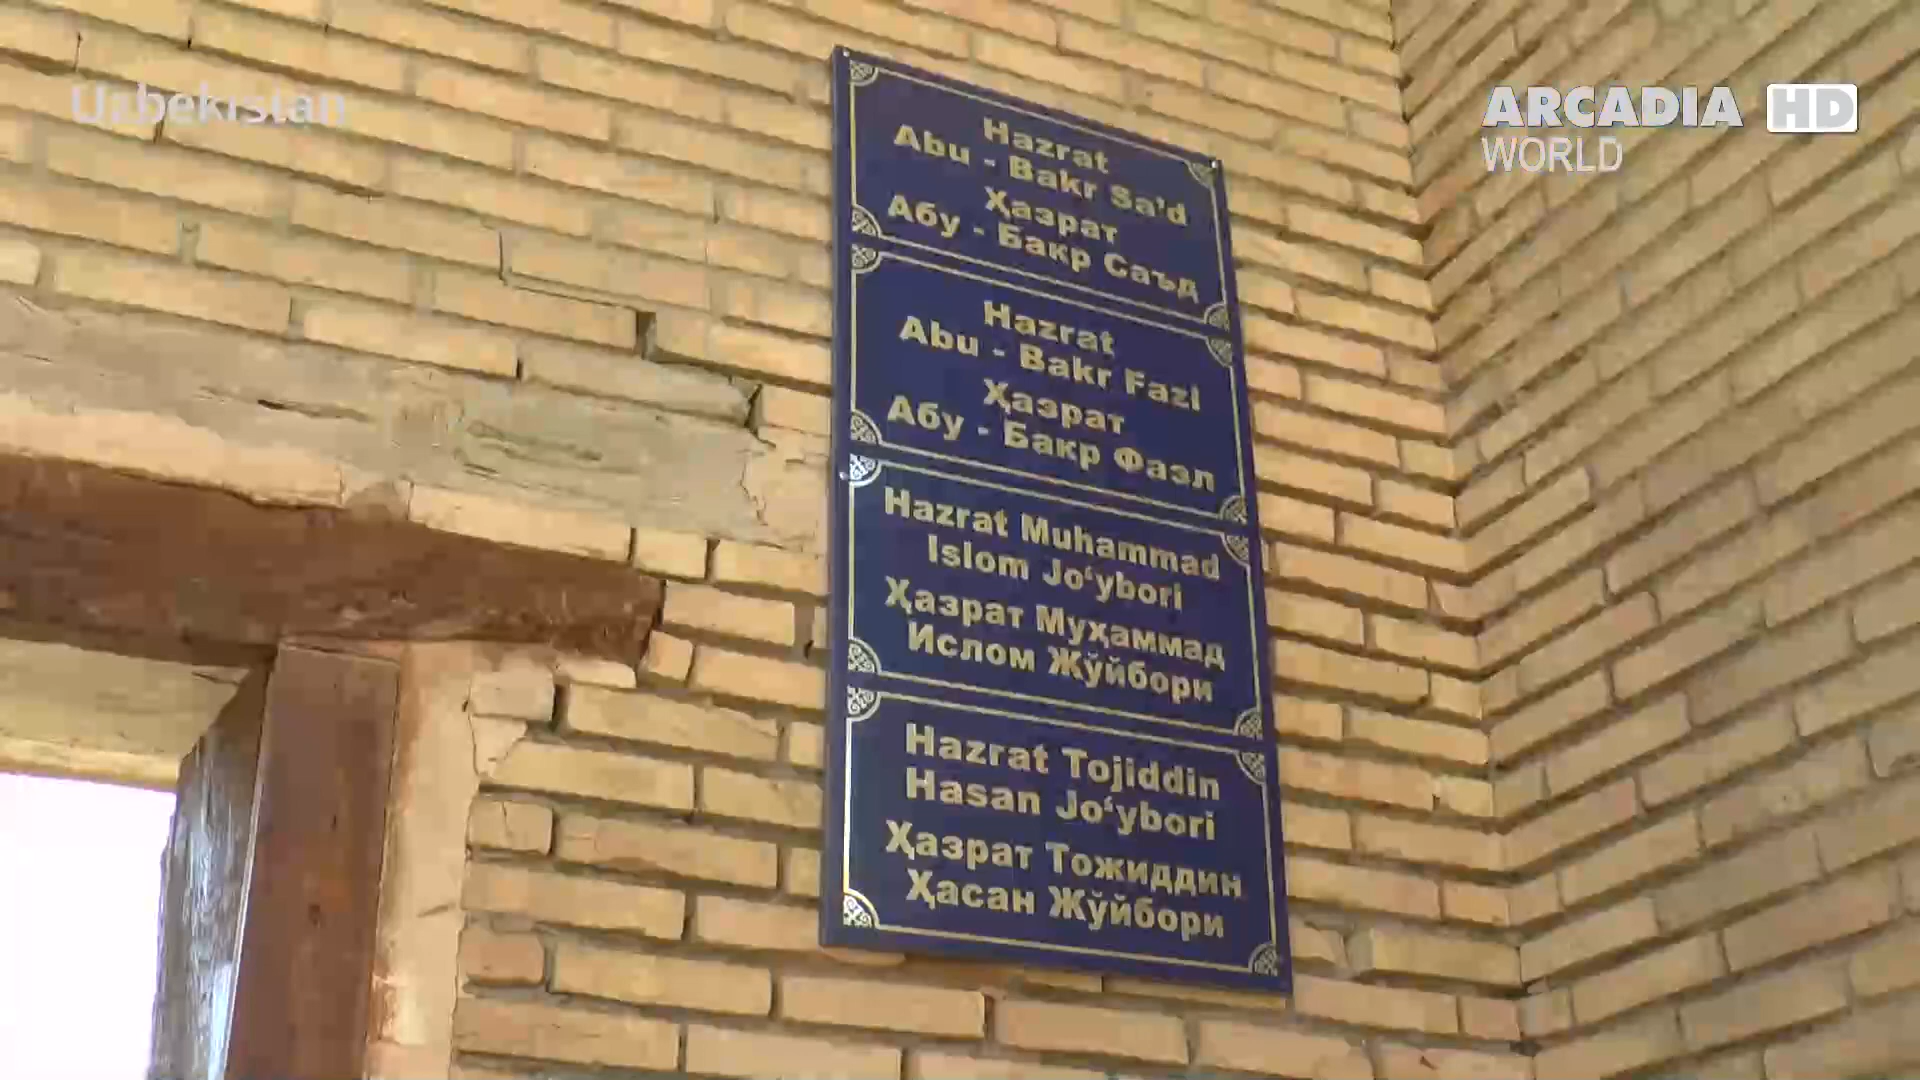 Uzbekistan
ARCADIA HD
WORLD
Hazrat
Abu - Bakr Sa'd
Ҳазрат
Абу - Бакр Саъд
Hazrat
Abu - Bakr Fazl
Ҳазрат
Абу - Бакр Фазл
Hazrat Muhammad
Islom Jo‘ybori
Ҳазрат Муҳаммад
Ислом Жўйбори
Hazrat Tojiddin
Hasan Jo‘ybori
Ҳазрат Тожиддин
Ҳасан Жўйбори